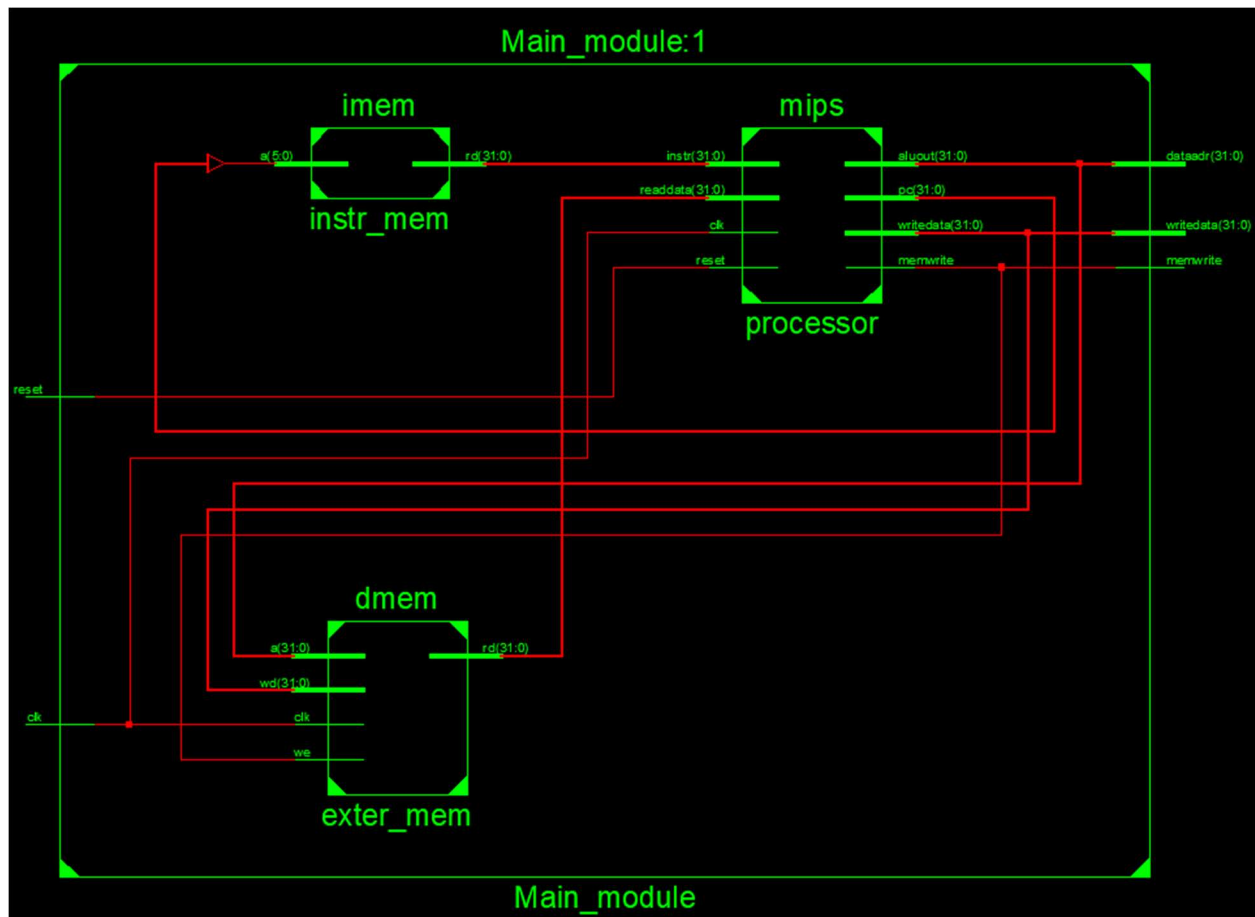 Main_module:1
imem
mips
a(5:0)
rd(31:0)
instr(31:0)
aluout(31:0)
dataadr(31:0)
readdata(31:0)
pc(31:0)
instr_mem
clk
writedata(31:0)
writedata(31:0)
reset
memwrite
memwrite
processor
reset
dmem
a(31:0)
rd(31:0)
wd(31:0)
clk
clk
we
exter_mem
Main_module